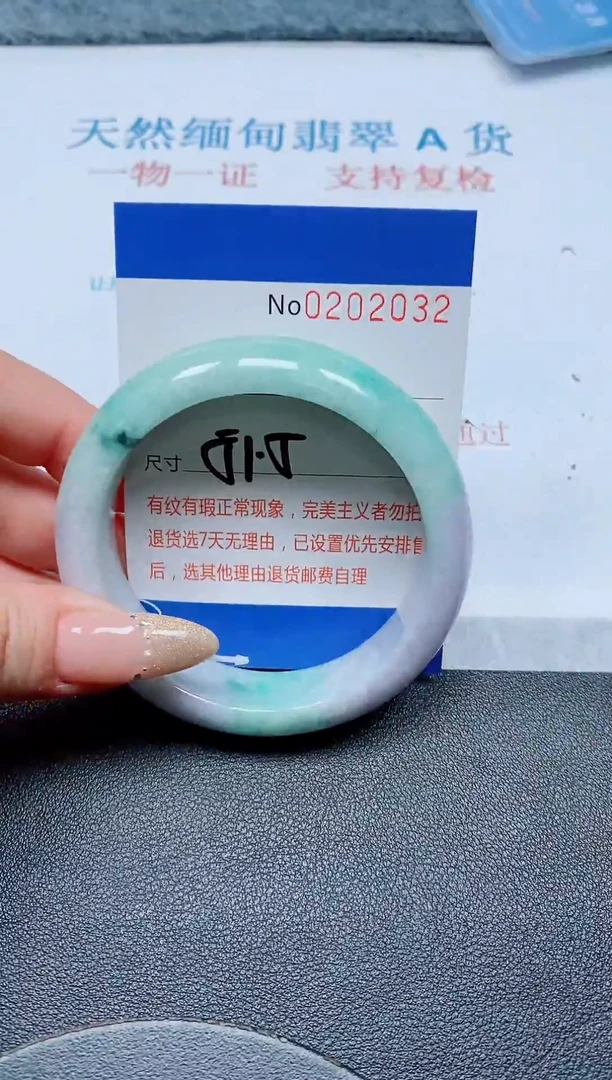 天然缅甸翡翠 A 货
一物一证 支持复检
No0202032
尺寸
有纹有瑕正常现象，完美主义者勿拍
退货选7天无理由，已设置优先安排售
后，选其他理由退货邮费自理